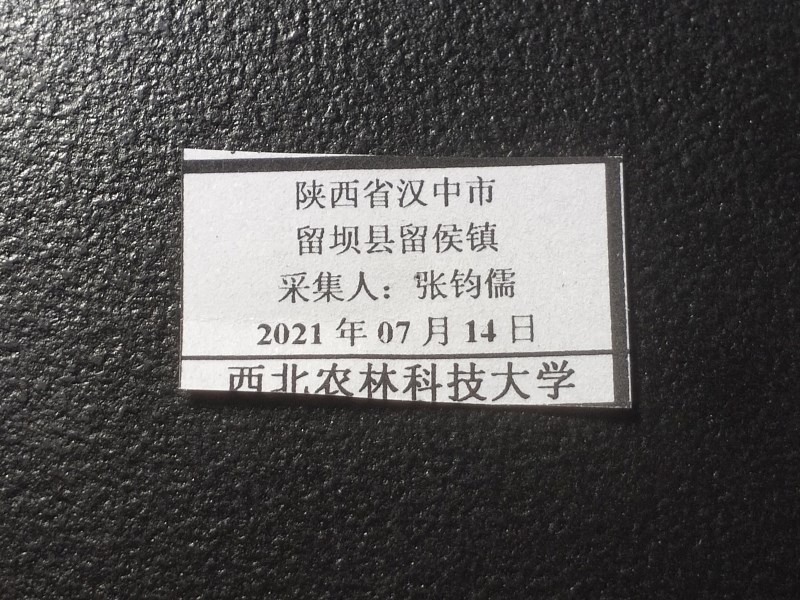 陕西省汉中市
留坝县留侯镇
采集人：张钧儒
2021 年 07 月 14 日
西北农林科技大学